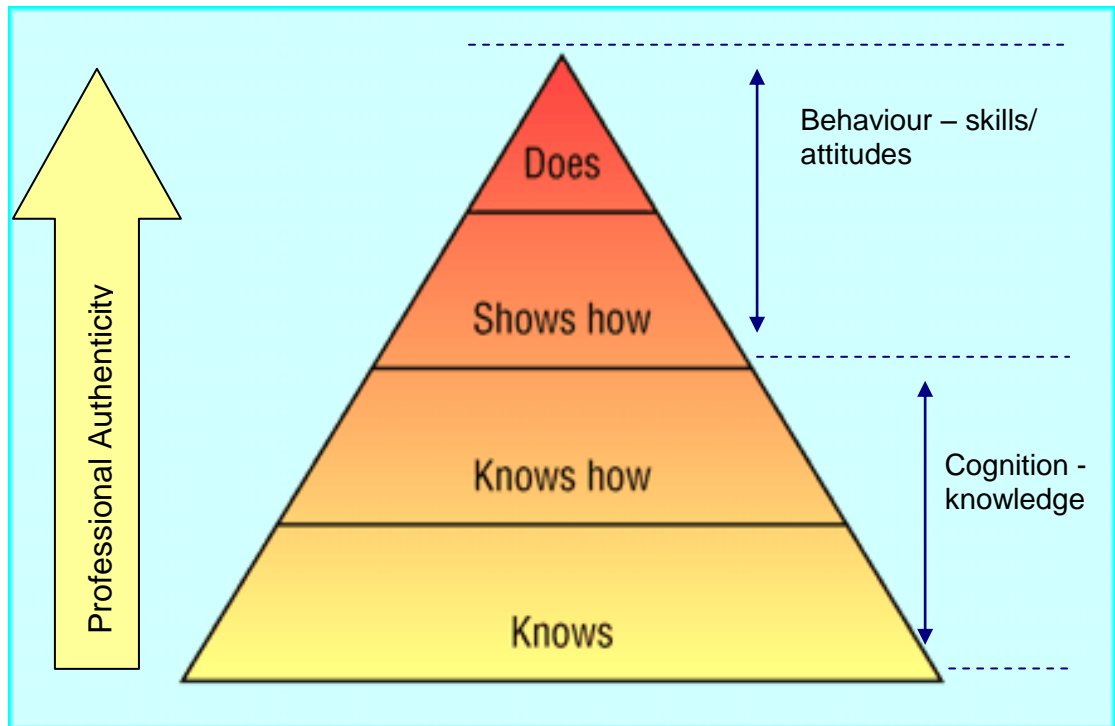 Professional Authenticity
Does
Shows how
Knows how
Knows
Behaviour – skills/
attitudes
Cognition -
knowledge